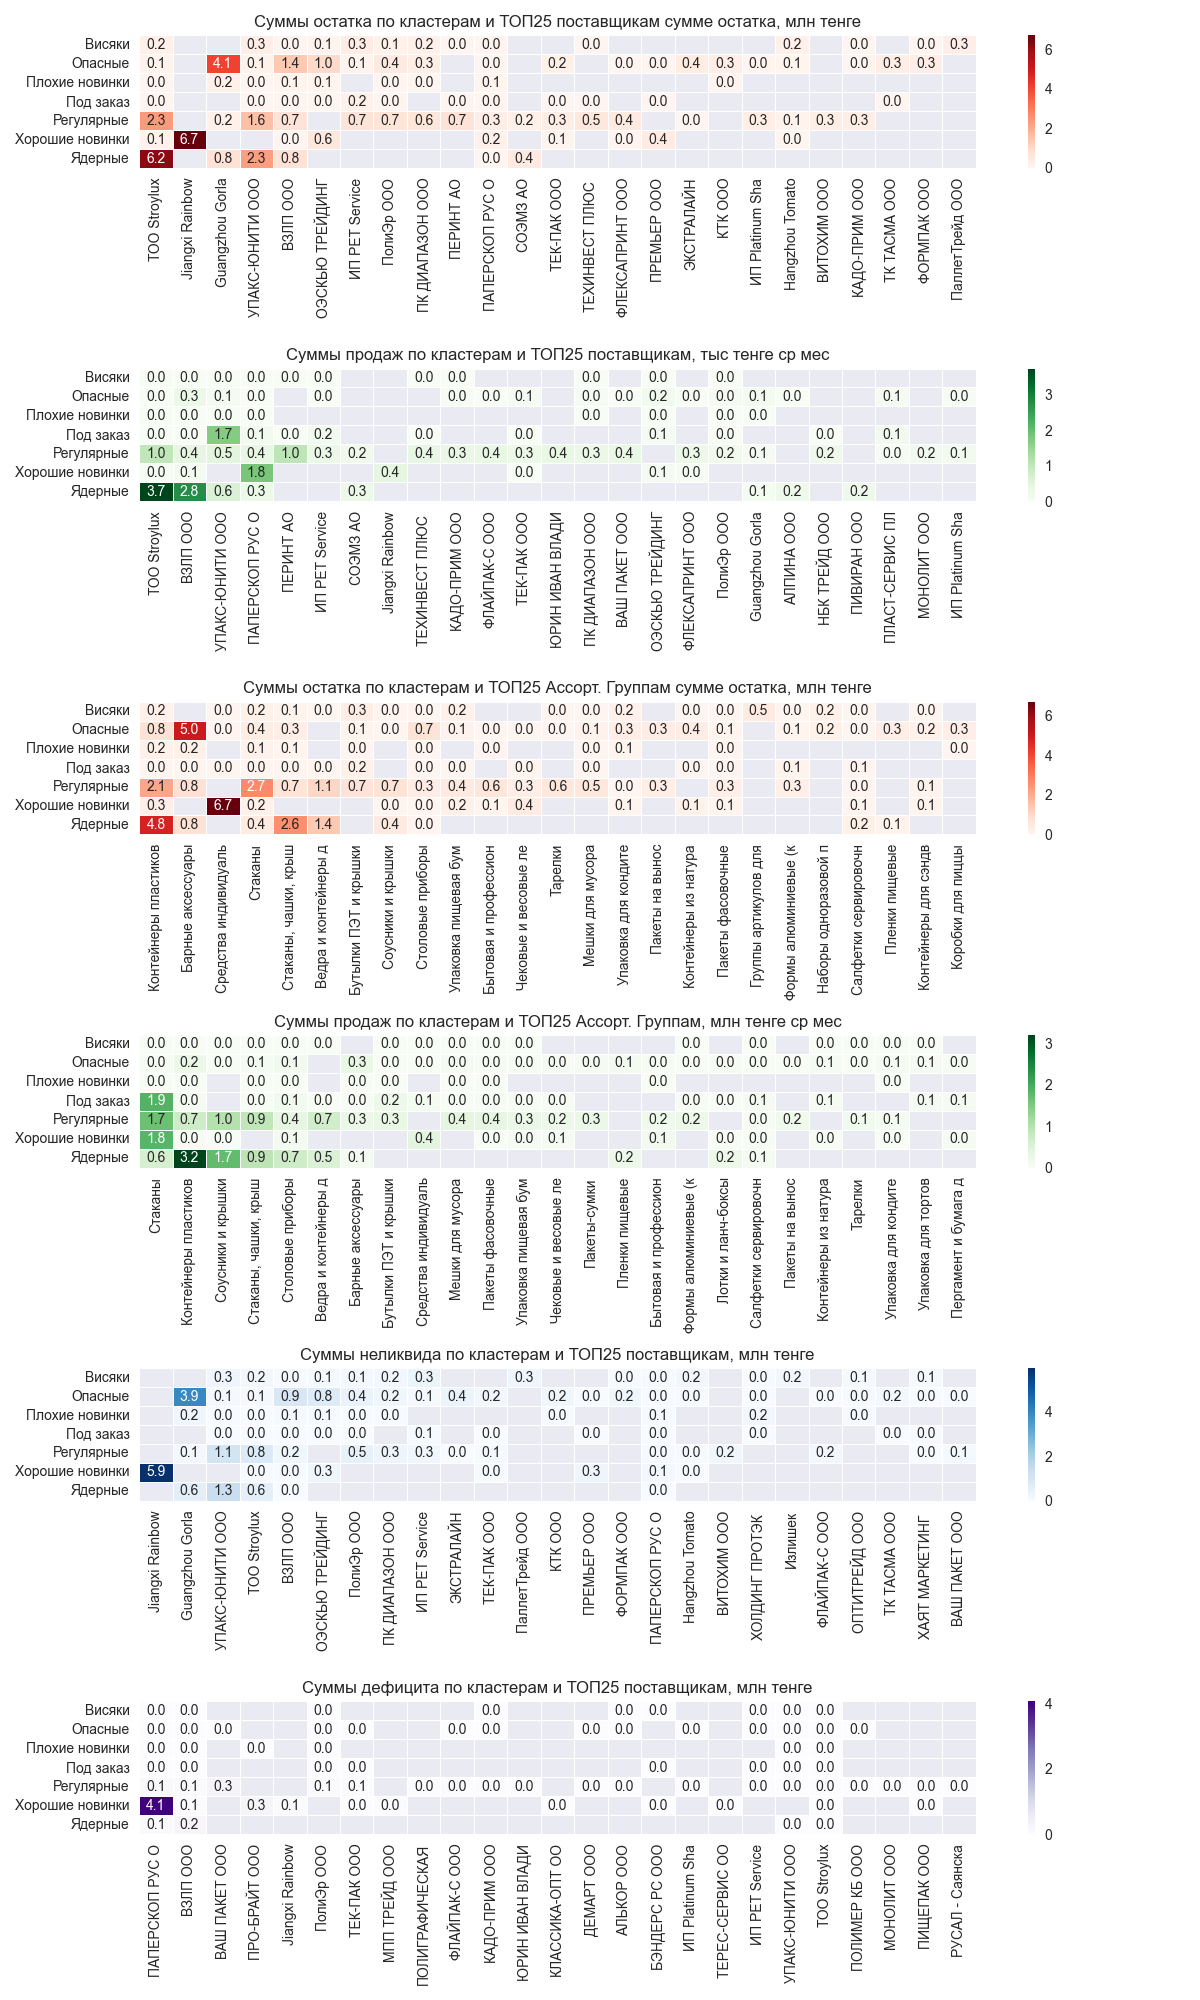 Суммы остатка по кластерам и ТОП25 поставщикам сумме остатка, млн тенге
Висяки 0.2 0.3 0.0 0.1 0.3 0.1 0.2 0.0 0.0 0.0 0.2 0.0 0.0 0.3
Опасные 0.1 4.1 0.1 1.4 1.0 0.1 0.4 0.3 0.0 0.2 0.0 0.0 0.4 0.3 0.0 0.1 0.0 0.3 0.3
Плохие новинки 0.0 0.2 0.0 0.1 0.1 0.0 0.0 0.1 0.0
Под заказ 0.0 0.0 0.0 0.0 0.2 0.0 0.0 0.0 0.0 0.0 0.0 0.0
Регулярные 2.3 0.2 1.6 0.7 0.7 0.7 0.6 0.7 0.3 0.2 0.3 0.5 0.4 0.0 0.3 0.1 0.3 0.3
Хорошие новинки 0.1 6.7 0.0 0.6 0.2 0.1 0.0 0.4 0.0
Ядерные 6.2 0.8 2.3 0.8 0.0 0.4
6
4
2
0
ТОО Stroylux
Jiangxi Rainbow
Guangzhou Gorla
УПАКС-ЮНИТИ ООО
ВЗЛП ООО
ОЭСКЬЮ ТРЕЙДИНГ
ИП PET Service
ПолиЭр ООО
ПК ДИАПАЗОН ООО
ПЕРИНТ АО
ПАПЕРСКОП РУС О
СОЭМЗ АО
ТЕК-ПАК ООО
ТЕХИНВЕСТ ПЛЮС
ФЛЕКСАПРИНТ ООО
ПРЕМЬЕР ООО
ЭКСТРАЛАЙН
КТК ООО
ИП Platinum Sha
Hangzhou Tomato
ВИТОХИМ ООО
КАДО-ПРИМ ООО
ТК ТАСМА ООО
ФОРМПАК ООО
ПаллетТрейд ООО
Суммы продаж по кластерам и ТОП25 поставщикам, тыс тенге ср мес
Висяки 0.0 0.0 0.0 0.0 0.0 0.0 0.0 0.0 0.0 0.0 0.0
Опасные 0.0 0.3 0.1 0.0 0.0 0.0 0.0 0.1 0.0 0.0 0.2 0.0 0.0 0.1 0.0 0.1 0.0
Плохие новинки 0.0 0.0 0.0 0.0 0.0 0.0 0.0 0.0
Под заказ 0.0 0.0 1.7 0.1 0.0 0.2 0.0 0.0 0.1 0.0 0.0 0.1
Регулярные 1.0 0.4 0.5 0.4 1.0 0.3 0.2 0.4 0.3 0.4 0.3 0.4 0.3 0.4 0.3 0.2 0.1 0.2 0.0 0.2 0.1
Хорошие новинки 0.0 0.1 1.8 0.4 0.0 0.1 0.0
Ядерные 3.7 2.8 0.6 0.3 0.3 0.1 0.2 0.2
3
2
1
0
ТОО Stroylux
ВЗЛП ООО
УПАКС-ЮНИТИ ООО
ПАПЕРСКОП РУС О
ПЕРИНТ АО
ИП PET Service
СОЭМЗ АО
Jiangxi Rainbow
ТЕХИНВЕСТ ПЛЮС
КАДО-ПРИМ ООО
ФЛАЙПАК-С ООО
ТЕК-ПАК ООО
ЮРИН ИВАН ВЛАДИ
ПК ДИАПАЗОН ООО
ВАШ ПАКЕТ ООО
ОЭСКЬЮ ТРЕЙДИНГ
ФЛЕКСАПРИНТ ООО
ПолиЭр ООО
Guangzhou Gorla
АЛПИНА ООО
НБК ТРЕЙД ООО
ПИВИРАН ООО
ПЛАСТ-СЕРВИС ПЛ
МОНОЛИТ ООО
ИП Platinum Sha
Суммы остатка по кластерам и ТОП25 Ассорт. Группам сумме остатка, млн тенге
Висяки 0.2 0.0 0.2 0.1 0.0 0.3 0.0 0.0 0.2 0.0 0.0 0.2 0.0 0.0 0.5 0.0 0.2 0.0 0.0
Опасные 0.8 5.0 0.0 0.4 0.3 0.1 0.0 0.7 0.1 0.0 0.0 0.0 0.1 0.3 0.3 0.4 0.1 0.1 0.2 0.0 0.3 0.2 0.3
Плохие новинки 0.2 0.2 0.1 0.1 0.0 0.0 0.0 0.0 0.1 0.0 0.0
Под заказ 0.0 0.0 0.0 0.0 0.0 0.0 0.2 0.0 0.0 0.0 0.0 0.0 0.0 0.1 0.1
Регулярные 2.1 0.8 2.7 0.7 1.1 0.7 0.7 0.3 0.4 0.6 0.3 0.6 0.5 0.0 0.3 0.3 0.3 0.0 0.1
Хорошие новинки 0.3 6.7 0.2 0.0 0.0 0.2 0.1 0.4 0.1 0.1 0.1 0.1 0.1
Ядерные 4.8 0.8 0.4 2.6 1.4 0.4 0.0 0.2 0.1
6
4
2
0
Контейнеры пластиков
Барные аксессуары
Средства индивидуаль
Стаканы
Стаканы, чашки, крыш
Ведра и контейнеры д
Бутылки ПЭТ и крышки
Соусники и крышки
Столовые приборы
Упаковка пищевая бум
Бытовая и профессион
Чековые и весовые ле
Тарелки
Мешки для мусора
Упаковка для кондите
Пакеты на вынос
Контейнеры из натура
Пакеты фасовочные
Группы артикулов для
Формы алюминиевые (к
Наборы одноразовой п
Салфетки сервировочн
Пленки пищевые
Контейнеры для сэндв
Коробки для пиццы
Суммы продаж по кластерам и ТОП25 Ассорт. Группам, млн тенге ср мес
Висяки 0.0 0.0 0.0 0.0 0.0 0.0 0.0 0.0 0.0 0.0 0.0 0.0 0.0 0.0 0.0 0.0
Опасные 0.0 0.2 0.0 0.1 0.1 0.3 0.0 0.0 0.0 0.0 0.0 0.0 0.0 0.1 0.0 0.0 0.0 0.0 0.0 0.1 0.0 0.1 0.1 0.0
Плохие новинки 0.0 0.0 0.0 0.0 0.0 0.0 0.0 0.0 0.0 0.0
Под заказ 1.9 0.0 0.0 0.1 0.0 0.0 0.2 0.1 0.0 0.0 0.0 0.0 0.0 0.0 0.1 0.1 0.1 0.1
Регулярные 1.7 0.7 1.0 0.9 0.4 0.7 0.3 0.3 0.4 0.4 0.3 0.2 0.3 0.2 0.2 0.0 0.2 0.1 0.1
Хорошие новинки 1.8 0.0 0.0 0.1 0.4 0.0 0.0 0.1 0.1 0.0 0.0 0.0 0.0 0.0
Ядерные 0.6 3.2 1.7 0.9 0.7 0.5 0.1 0.2 0.2 0.1
3
2
1
0
Стаканы
Контейнеры пластиков
Соусники и крышки
Стаканы, чашки, крыш
Столовые приборы
Ведра и контейнеры д
Барные аксессуары
Бутылки ПЭТ и крышки
Средства индивидуаль
Мешки для мусора
Пакеты фасовочные
Упаковка пищевая бум
Чековые и весовые ле
Пакеты-сумки
Пленки пищевые
Бытовая и профессион
Формы алюминиевые (к
Лотки и ланч-боксы
Салфетки сервировочн
Пакеты на вынос
Контейнеры из натура
Тарелки
Упаковка для кондите
Упаковка для тортов
Пергамент и бумага д
Суммы неликвида по кластерам и ТОП25 поставщикам, млн тенге
Висяки 0.3 0.2 0.0 0.1 0.1 0.2 0.3 0.3 0.0 0.0 0.2 0.0 0.2 0.1 0.1
Опасные 3.9 0.1 0.1 0.9 0.8 0.4 0.2 0.1 0.4 0.2 0.2 0.0 0.2 0.0 0.0 0.0 0.0 0.0 0.2 0.0 0.0
Плохие новинки 0.2 0.0 0.0 0.1 0.1 0.0 0.0 0.0 0.1 0.2 0.0
Под заказ 0.0 0.0 0.0 0.0 0.0 0.0 0.1 0.0 0.0 0.0 0.0 0.0 0.0
Регулярные 0.1 1.1 0.8 0.2 0.5 0.3 0.3 0.0 0.1 0.0 0.0 0.2 0.2 0.0 0.1
Хорошие новинки 5.9 0.0 0.0 0.3 0.0 0.3 0.1 0.0
Ядерные 0.6 1.3 0.6 0.0 0.0
4
2
0
Jiangxi Rainbow
Guangzhou Gorla
УПАКС-ЮНИТИ ООО
ТОО Stroylux
ВЗЛП ООО
ОЭСКЬЮ ТРЕЙДИНГ
ПолиЭр ООО
ПК ДИАПАЗОН ООО
ИП PET Service
ЭКСТРАЛАЙН
ТЕК-ПАК ООО
ПаллетТрейд ООО
КТК ООО
ПРЕМЬЕР ООО
ФОРМПАК ООО
ПАПЕРСКОП РУС О
Hangzhou Tomato
ВИТОХИМ ООО
ХОЛДИНГ ПРОТЭК
Излишек
ФЛАЙПАК-С ООО
ОПТИТРЕЙД ООО
ТК ТАСМА ООО
ХАЯТ МАРКЕТИНГ
ВАШ ПАКЕТ ООО
Суммы дефицита по кластерам и ТОП25 поставщикам, млн тенге
Висяки 0.0 0.0 0.0 0.0 0.0 0.0 0.0 0.0 0.0
Опасные 0.0 0.0 0.0 0.0 0.0 0.0 0.0 0.0 0.0 0.0 0.0 0.0 0.0 0.0
Плохие новинки 0.0 0.0 0.0 0.0 0.0 0.0
Под заказ 0.0 0.0 0.0 0.0 0.0 0.0 0.0 0.0
Регулярные 0.1 0.1 0.3 0.1 0.1 0.0 0.0 0.0 0.0 0.0 0.0 0.0 0.0 0.0 0.0 0.0 0.0 0.0 0.0
Хорошие новинки 4.1 0.1 0.3 0.1 0.0 0.0 0.0 0.0 0.0 0.0 0.0
Ядерные 0.1 0.2 0.0 0.0
4
2
0
ПАПЕРСКОП РУС О
ВЗЛП ООО
ВАШ ПАКЕТ ООО
ПРО-БРАЙТ ООО
Jiangxi Rainbow
ПолиЭр ООО
ТЕК-ПАК ООО
МПП ТРЕЙД ООО
ПОЛИГРАФИЧЕСКАЯ
ФЛАЙПАК-С ООО
КАДО-ПРИМ ООО
ЮРИН ИВАН ВЛАДИ
КЛАССИКА-ОПТ ОО
ДЕМАРТ ООО
АЛЬКОР ООО
БЭНДЕРС РС ООО
ИП Platinum Sha
ТЕРЕС-СЕРВИС ОО
ИП PET Service
УПАКС-ЮНИТИ ООО
ТОО Stroylux
ПОЛИМЕР КБ ООО
МОНОЛИТ ООО
ПИЩЕПАК ООО
РУСАЛ - Саянска